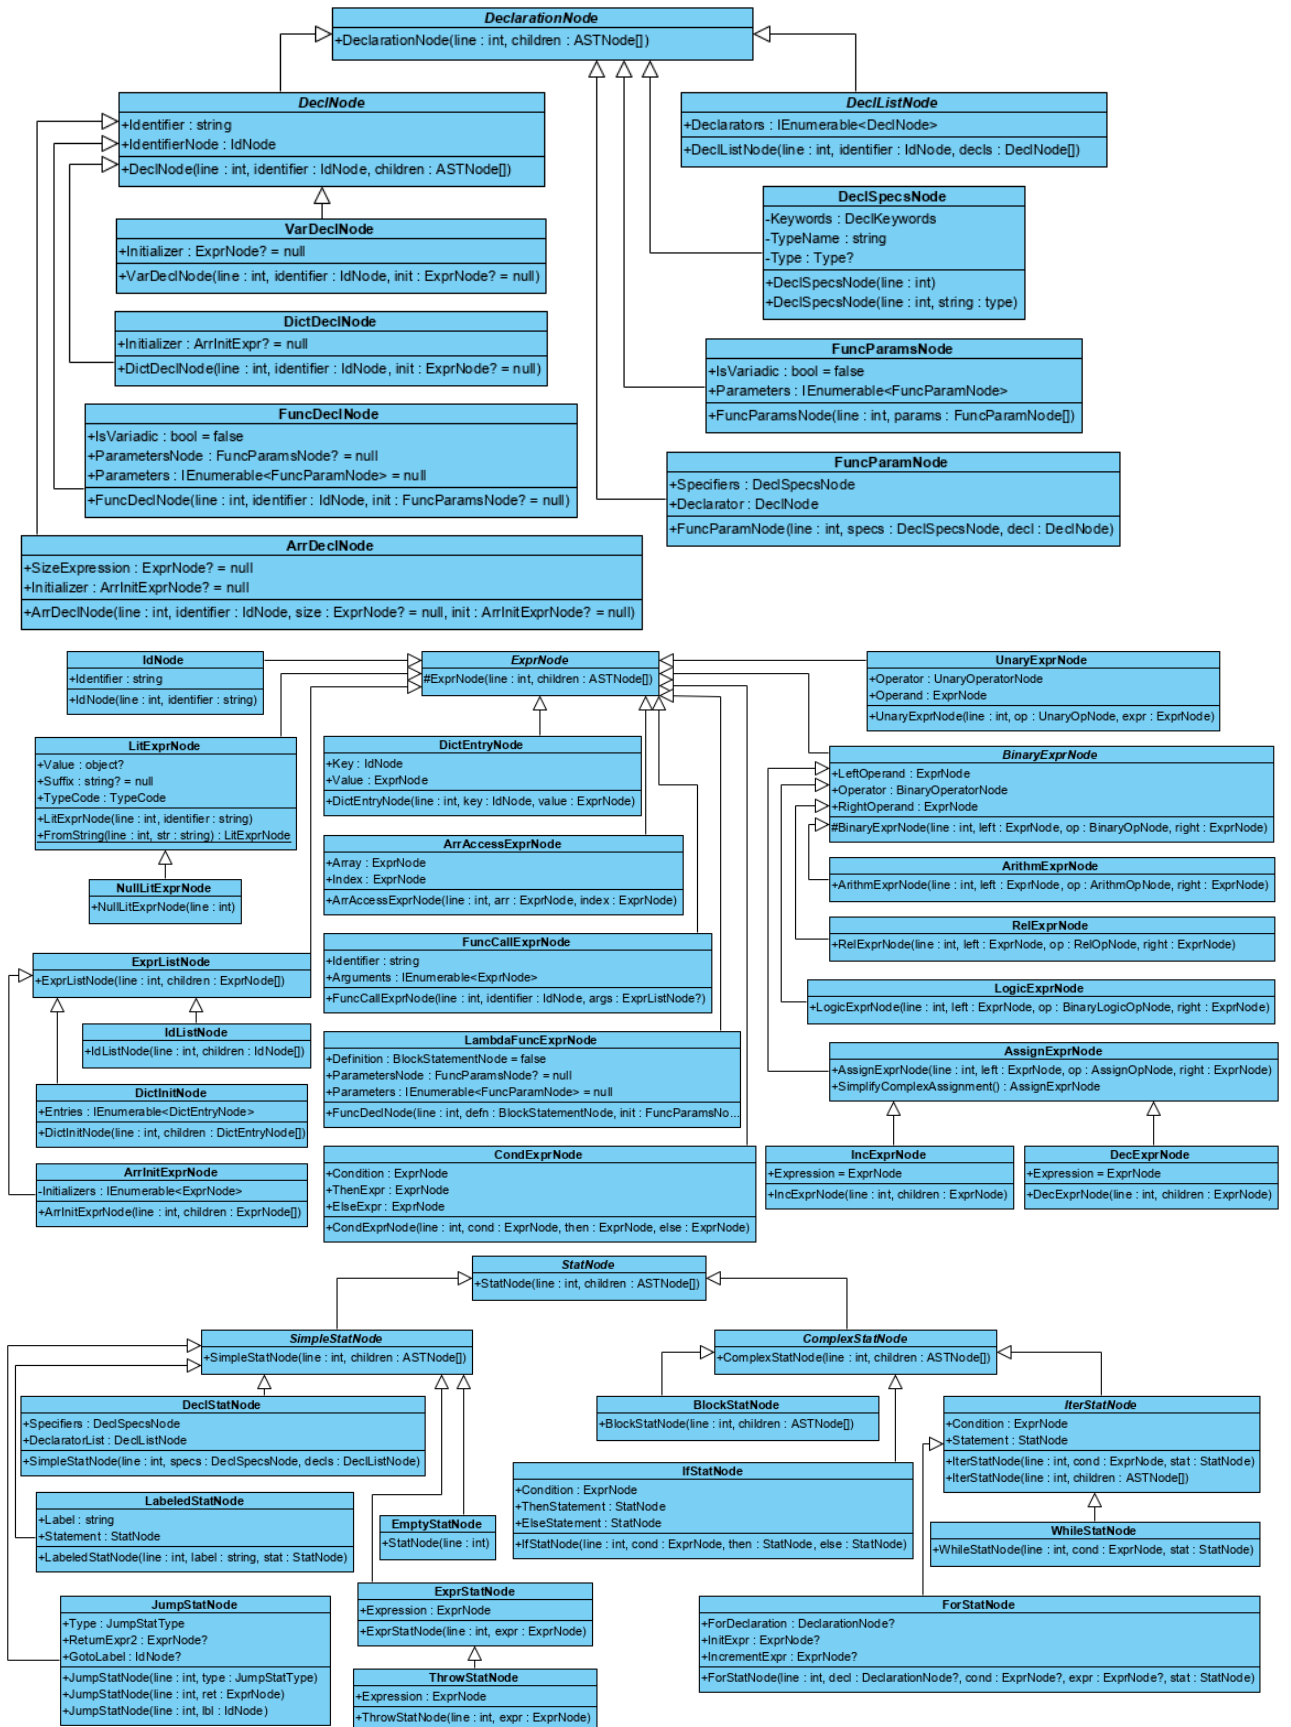 DeclarationNode
+DeclarationNode(line : int, children : ASTNode[])
DeclNode
+Identifier : string
+IdentifierNode : IdNode
+DeclNode(line : int, identifier : IdNode, children : ASTNode[])
DeclListNode
+Declarators : IEnumerable<DeclNode>
+DeclListNode(line : int, identifier : IdNode, decls : DeclNode[])
DeclSpecsNode
-Keywords : DeclKeywords
-TypeName : string
-Type : Type?
+DeclSpecsNode(line : int)
+DeclSpecsNode(line : int, string : type)
VarDeclNode
+Initializer : ExprNode? = null
+VarDeclNode(line : int, identifier : IdNode, init : ExprNode? = null)
DictDeclNode
+Initializer : ArrInitExpr? = null
+DictDeclNode(line : int, identifier : IdNode, init : ExprNode? = null)
FuncParamsNode
+IsVariadic : bool = false
+Parameters : IEnumerable<FuncParamNode>
+FuncParamsNode(line : int, params : FuncParamNode[])
FuncDeclNode
+IsVariadic : bool = false
+ParametersNode : FuncParamsNode? = null
+Parameters : IEnumerable<FuncParamNode> = null
+FuncDeclNode(line : int, identifier : IdNode, init : FuncParamsNode? = null)
FuncParamNode
+Specifiers : DeclSpecsNode
+Declarator : DeclNode
+FuncParamNode(line : int, specs : DeclSpecsNode, decl : DeclNode)
ArrDeclNode
+SizeExpression : ExprNode? = null
+Initializer : ArrInitExprNode? = null
+ArrDeclNode(line : int, identifier : IdNode, size : ExprNode? = null, init : ArrInitExprNode? = null)
IdNode
+Identifier : string
+IdNode(line : int, identifier : string)
ExprNode
#ExprNode(line : int, children : ASTNode[])
UnaryExprNode
+Operator : UnaryOperatorNode
+Operand : ExprNode
+UnaryExprNode(line : int, op : UnaryOpNode, expr : ExprNode)
LitExprNode
+Value : object?
+Suffix : string? = null
+TypeCode : TypeCode
+LitExprNode(line : int, identifier : string)
+FromString(line : int, str : string) : LitExprNode
DictEntryNode
+Key : IdNode
+Value : ExprNode
+DictEntryNode(line : int, key : IdNode, value : ExprNode)
BinaryExprNode
+LeftOperand : ExprNode
+Operator : BinaryOperatorNode
+RightOperand : ExprNode
#BinaryExprNode(line : int, left : ExprNode, op : BinaryOpNode, right : ExprNode)
NullLitExprNode
+NullLitExprNode(line : int)
ArrAccessExprNode
+Array : ExprNode
+Index : ExprNode
+ArrAccessExprNode(line : int, arr : ExprNode, index : ExprNode)
ArithmExprNode
+ArithmExprNode(line : int, left : ExprNode, op : ArithmOpNode, right : ExprNode)
RelExprNode
+RelExprNode(line : int, left : ExprNode, op : RelOpNode, right : ExprNode)
ExprListNode
+ExprListNode(line : int, children : ExprNode[])
FuncCallExprNode
+Identifier : string
+Arguments : IEnumerable<ExprNode>
+FuncCallExprNode(line : int, identifier : IdNode, args : ExprListNode?)
LogicExprNode
+LogicExprNode(line : int, left : ExprNode, op : BinaryLogicOpNode, right : ExprNode)
IdListNode
+IdListNode(line : int, children : IdNode[])
LambdaFuncExprNode
+Definition : BlockStatementNode = false
+ParametersNode : FuncParamsNode? = null
+Parameters : IEnumerable<FuncParamNode> = null
+FuncDeclNode(line : int, defn : BlockStatementNode, init : FuncParamsNo...
AssignExprNode
+AssignExprNode(line : int, left : ExprNode, op : AssignOpNode, right : ExprNode)
+SimplifyComplexAssignment() : AssignExprNode
DictInitNode
+Entries : IEnumerable<DictEntryNode>
+DictInitNode(line : int, children : DictEntryNode[])
ArrInitExprNode
-Initializers : IEnumerable<ExprNode>
+ArrInitExprNode(line : int, children : ExprNode[])
CondExprNode
+Condition : ExprNode
+ThenExpr : ExprNode
+ElseExpr : ExprNode
+CondExprNode(line : int, cond : ExprNode, then : ExprNode, else : ExprNode)
IncExprNode
+Expression = ExprNode
+IncExprNode(line : int, children : ExprNode)
DecExprNode
+Expression = ExprNode
+DecExprNode(line : int, children : ExprNode)
StatNode
+StatNode(line : int, children : ASTNode[])
SimpleStatNode
+SimpleStatNode(line : int, children : ASTNode[])
ComplexStatNode
+ComplexStatNode(line : int, children : ASTNode[])
DeclStatNode
+Specifiers : DeclSpecsNode
+DeclaratorList : DeclListNode
+SimpleStatNode(line : int, specs : DeclSpecsNode, decls : DeclListNode)
BlockStatNode
+BlockStatNode(line : int, children : ASTNode[])
IterStatNode
+Condition : ExprNode
+Statement : StatNode
+IterStatNode(line : int, cond : ExprNode, stat : StatNode)
+IterStatNode(line : int, children : ASTNode[])
LabeledStatNode
+Label : string
+Statement : StatNode
+LabeledStatNode(line : int, label : string, stat : StatNode)
EmptyStatNode
+StatNode(line : int)
IfStatNode
+Condition : ExprNode
+ThenStatement : StatNode
+ElseStatement : StatNode
+IfStatNode(line : int, cond : ExprNode, then : StatNode, else : StatNode)
WhileStatNode
+WhileStatNode(line : int, cond : ExprNode, stat : StatNode)
JumpStatNode
+Type : JumpStatType
+ReturnExpr2 : ExprNode?
+GotoLabel : IdNode?
+JumpStatNode(line : int, type : JumpStatType)
+JumpStatNode(line : int, ret : ExprNode)
+JumpStatNode(line : int, lbl : IdNode)
ExprStatNode
+Expression : ExprNode
+ExprStatNode(line : int, expr : ExprNode)
ForStatNode
+ForDeclaration : DeclarationNode?
+InitExpr : ExprNode?
+IncrementExpr : ExprNode?
+ForStatNode(line : int, decl : DeclarationNode?, cond : ExprNode?, expr : ExprNode?, stat : StatNode)
ThrowStatNode
+Expression : ExprNode
+ThrowStatNode(line : int, expr : ExprNode)